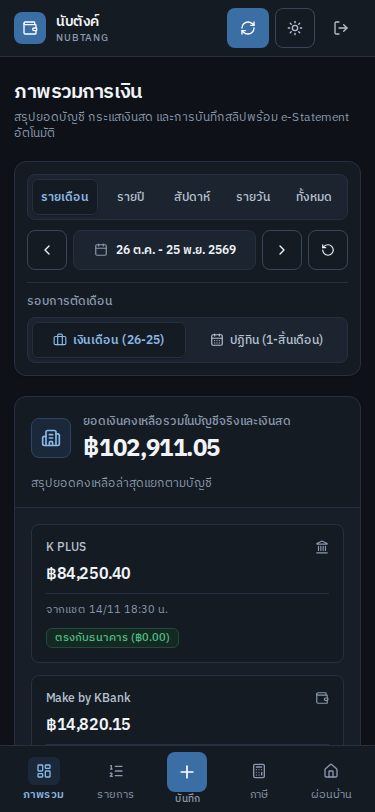 นับตังค์
NUBTANG
ภาพรวมการเงิน
สรุปยอดบัญชี กระแสเงินสด และการบันทึกสลิปพร้อม e-Statement
อัตโนมัติ
รายเดือน รายปี สัปดาห์ รายวัน ทั้งหมด
26 ต.ค. - 25 พ.ย. 2569
รอบการตัดเดือน
เงินเดือน (26-25) ปฏิทิน (1-สิ้นเดือน)
ยอดเงินคงเหลือรวมในบัญชีจริงและเงินสด
฿102,911.05
สรุปยอดคงเหลือล่าสุดแยกตามบัญชี
K PLUS
฿84,250.40
จากแชต 14/11 18:30 น.
ตรงกับธนาคาร (฿0.00)
Make by KBank
฿14,820.15
ภาพรวม รายการ บันทึก ภาษี ผ่อนบ้าน